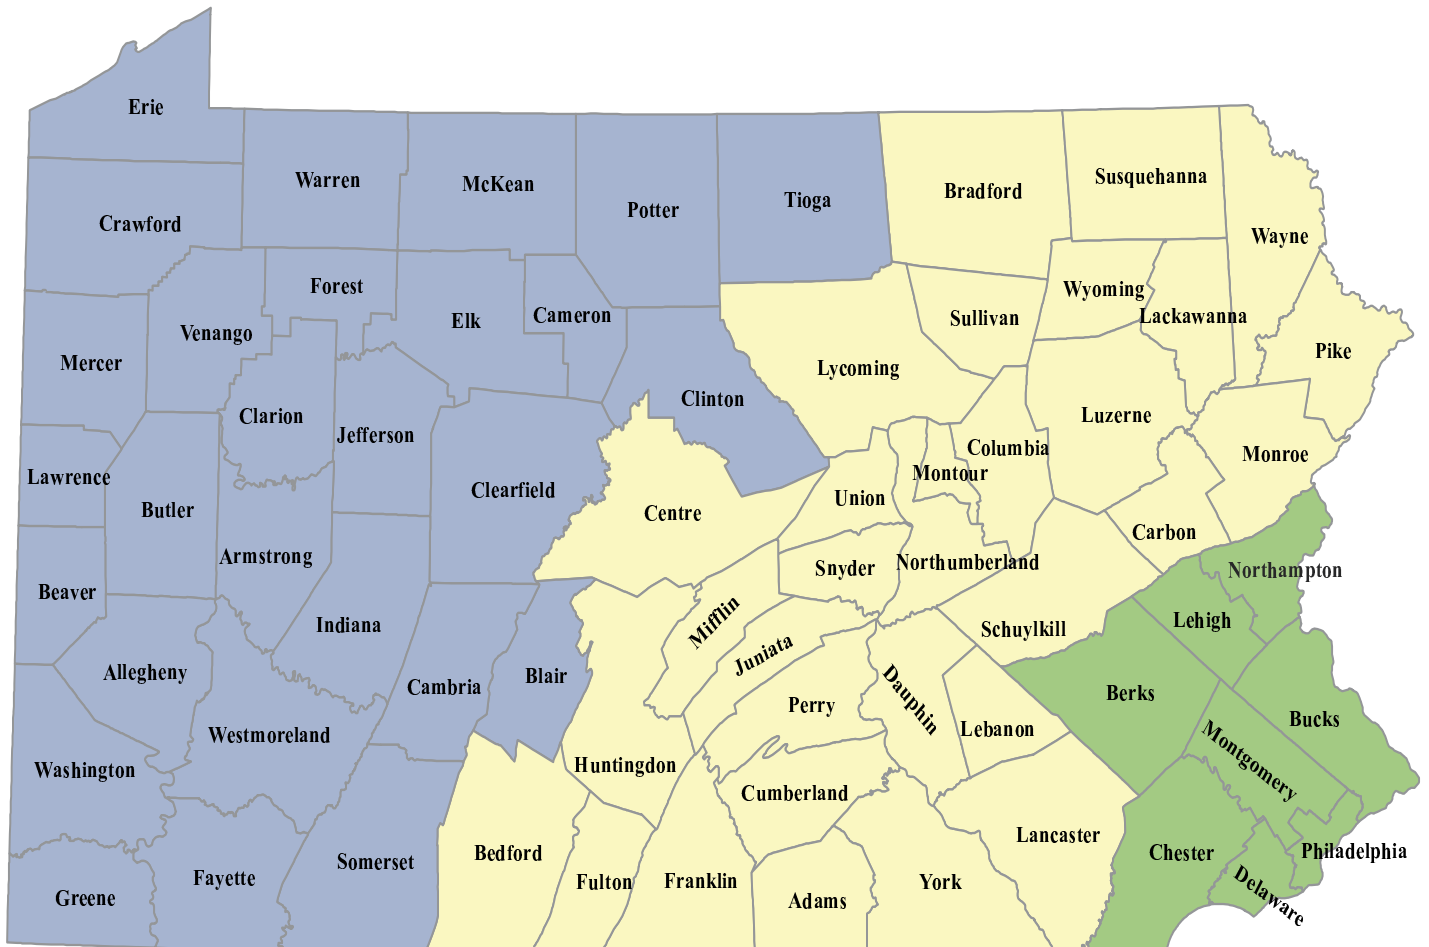 Erie
Warren
McKean
Potter
Tioga
Bradford
Susquehanna
Wayne
Crawford
Forest
Venango
Elk
Cameron
Sullivan
Wyoming
Lackawanna
Pike
Mercer
Clarion
Jefferson
Clinton
Lycoming
Columbia
Luzerne
Monroe
Lawrence
Butler
Clearfield
Centre
Union
Montour
Carbon
Beaver
Armstrong
Snyder
Northumberland
Northampton
Allegheny
Indiana
Cambria
Blair
Mifflin
Juniata
Schuylkill
Lehigh
Washington
Westmoreland
Huntingdon
Perry
Dauphin
Lebanon
Berks
Bucks
Montgomery
Greene
Fayette
Somerset
Bedford
Fulton
Franklin
Cumberland
Adams
York
Lancaster
Chester
Delaware
Philadelphia